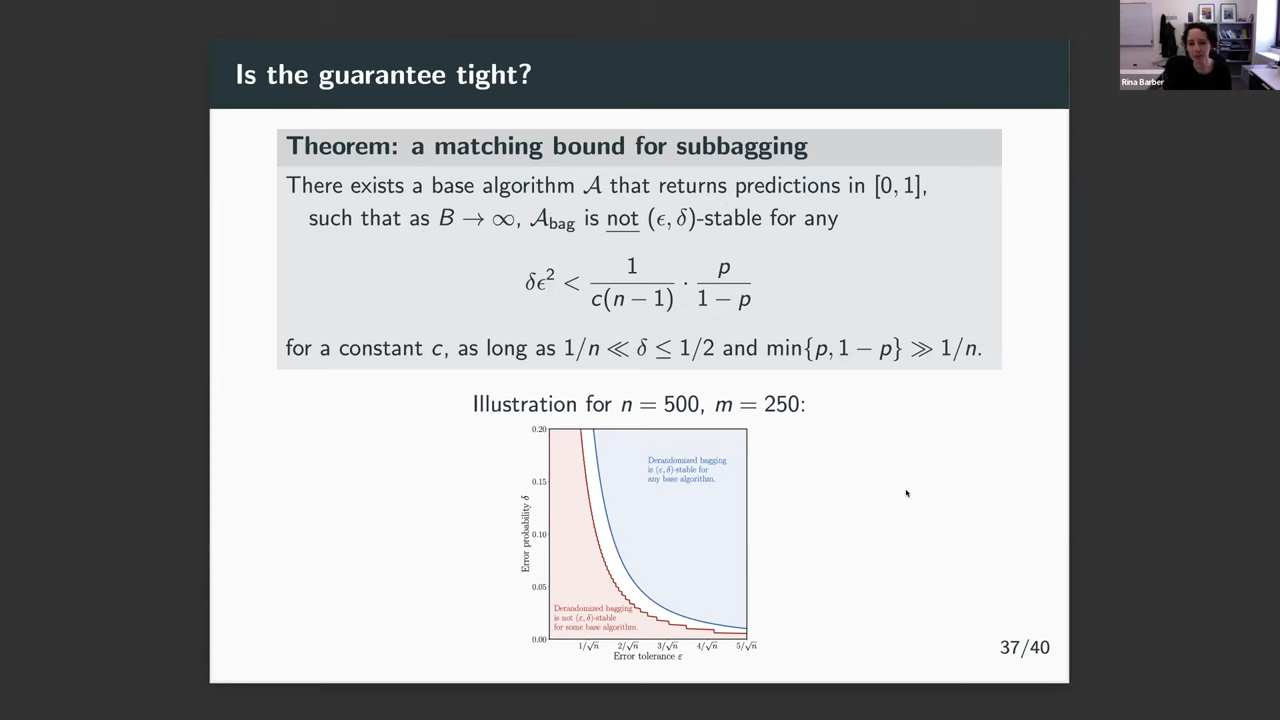 Is the guarantee tight?
Rina Barber
Theorem: a matching bound for subbagging
There exists a base algorithm 𝒜 that returns predictions in [0, 1],
such that as B → ∞, 𝒜_bag is not (ϵ, δ)-stable for any
δϵ² < 1/(c(n − 1)) · p/(1 − p)
for a constant c, as long as 1/n ≪ δ ≤ 1/2 and min{p, 1 − p} ≫ 1/n.
Illustration for n = 500, m = 250:
0.20
0.15
0.10
0.05
0.00
Error probability δ
Derandomized bagging
is (ε, δ)-stable for
any base algorithm.
Derandomized bagging
is not (ε, δ)-stable
for some base algorithm.
1/√n 2/√n 3/√n 4/√n 5/√n
Error tolerance ε
37/40